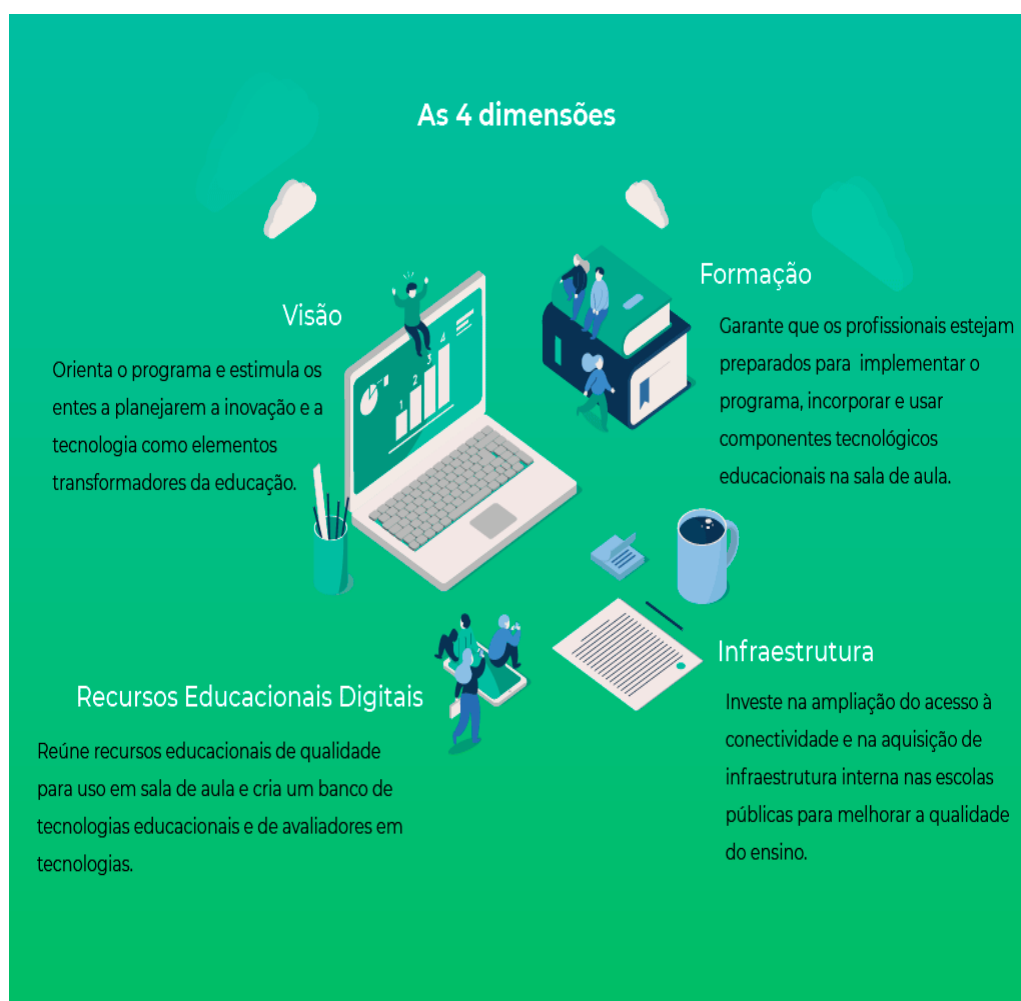 As 4 dimensões
Visão
Orienta o programa e estimula os
entes a planejarem a inovação e a
tecnologia como elementos
transformadores da educação.
1
2
3
4
Formação
Garante que os profissionais estejam
preparados para implementar o
programa, incorporar e usar
componentes tecnológicos
educacionais na sala de aula.
Recursos Educacionais Digitais
Reúne recursos educacionais de qualidade
para uso em sala de aula e cria um banco de
tecnologias educacionais e de avaliadores em
tecnologias.
Infraestrutura
Investe na ampliação do acesso à
conectividade e na aquisição de
infraestrutura interna nas escolas
públicas para melhorar a qualidade
do ensino.